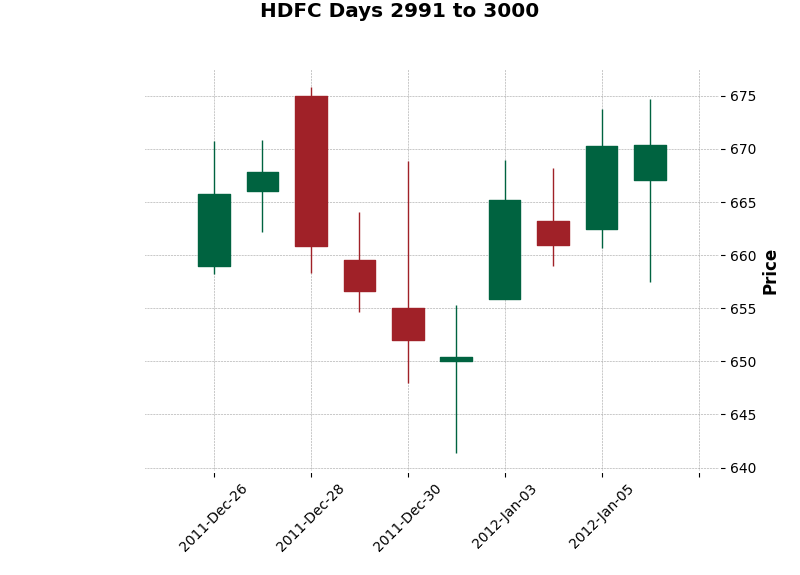 HDFC Days 2991 to 3000
675
670
665
660
655
650
645
640
Price
2011-Dec-26
2011-Dec-28
2011-Dec-30
2012-Jan-03
2012-Jan-05